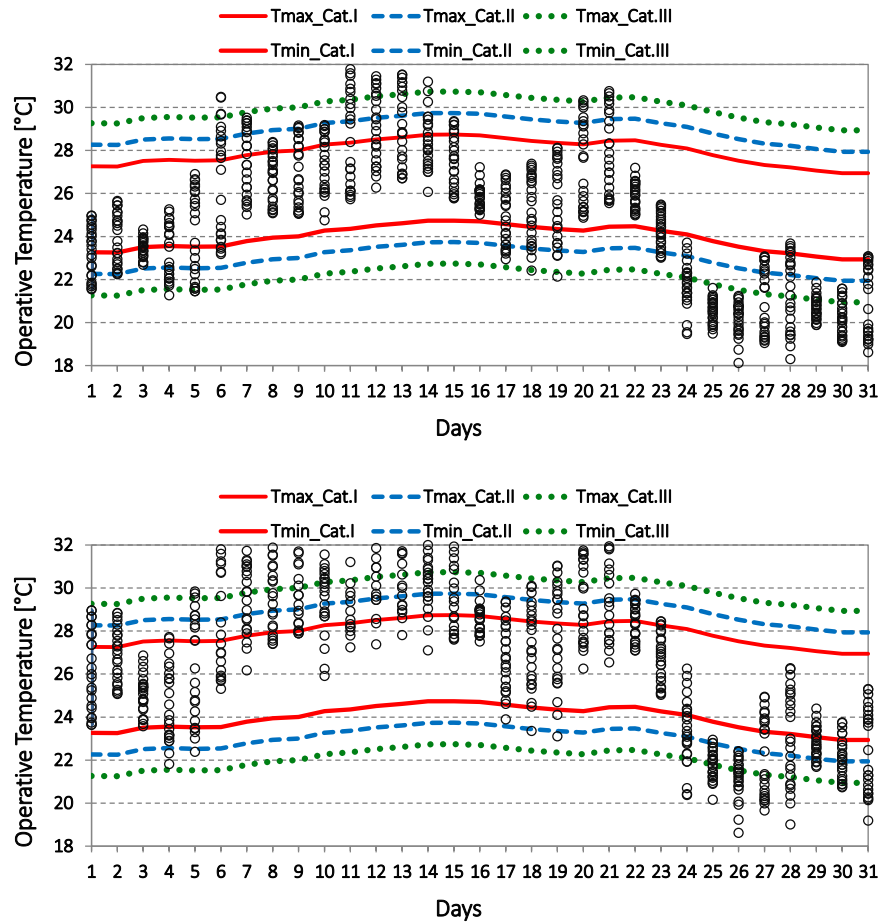 Tmax_Cat.I Tmax_Cat.II Tmax_Cat.III
Tmin_Cat.I Tmin_Cat.II Tmin_Cat.III
Operative Temperature [°C]
32
30
28
26
24
22
20
18
1 2 3 4 5 6 7 8 9 10 11 12 13 14 15 16 17 18 19 20 21 22 23 24 25 26 27 28 29 30 31
Days
Tmax_Cat.I Tmax_Cat.II Tmax_Cat.III
Tmin_Cat.I Tmin_Cat.II Tmin_Cat.III
Operative Temperature [°C]
32
30
28
26
24
22
20
18
1 2 3 4 5 6 7 8 9 10 11 12 13 14 15 16 17 18 19 20 21 22 23 24 25 26 27 28 29 30 31
Days